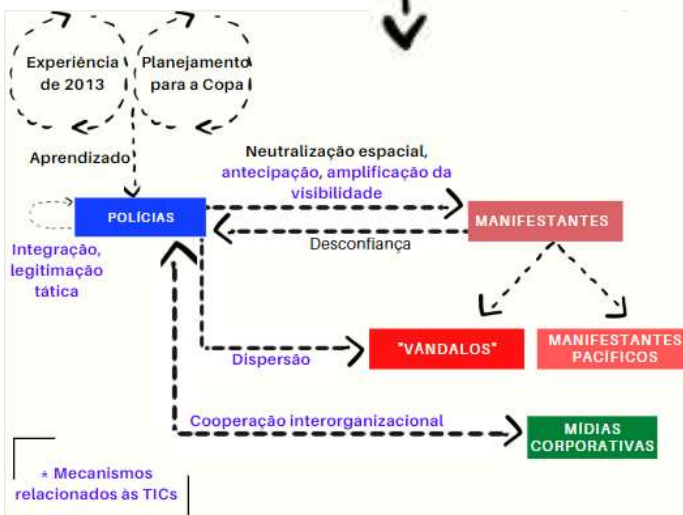 Experiência
de 2013
Planejamento
para a Copa
Aprendizado
Neutralização espacial,
antecipação, amplificação da
visibilidade
POLÍCIAS
MANIFESTANTES
Desconfiança
Integração,
legitimação
tática
"VÂNDALOS"
MANIFESTANTES
PACÍFICOS
Dispersão
Cooperação interorganizacional
MÍDIAS
CORPORATIVAS
* Mecanismos
relacionados às TICs